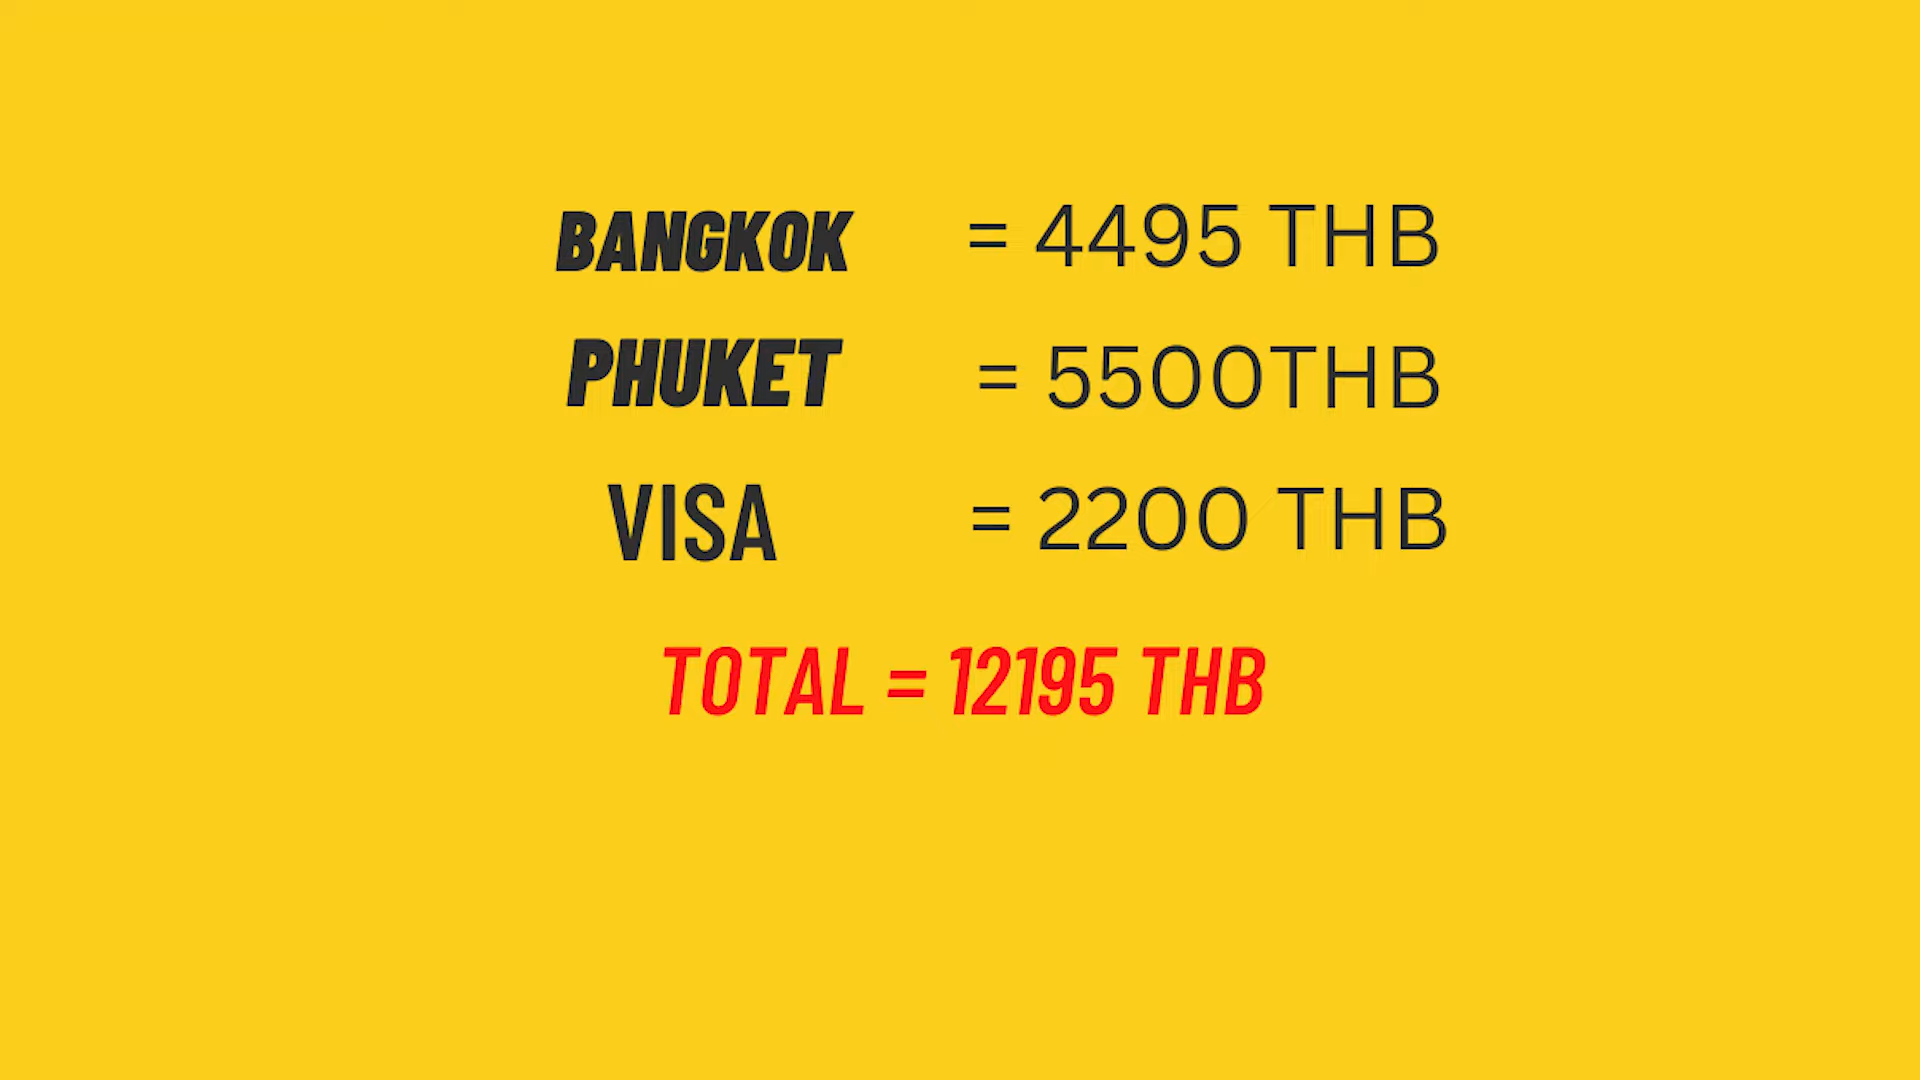 BANGKOK = 4495 THB
PHUKET = 5500THB
VISA = 2200 THB
TOTAL = 12195 THB